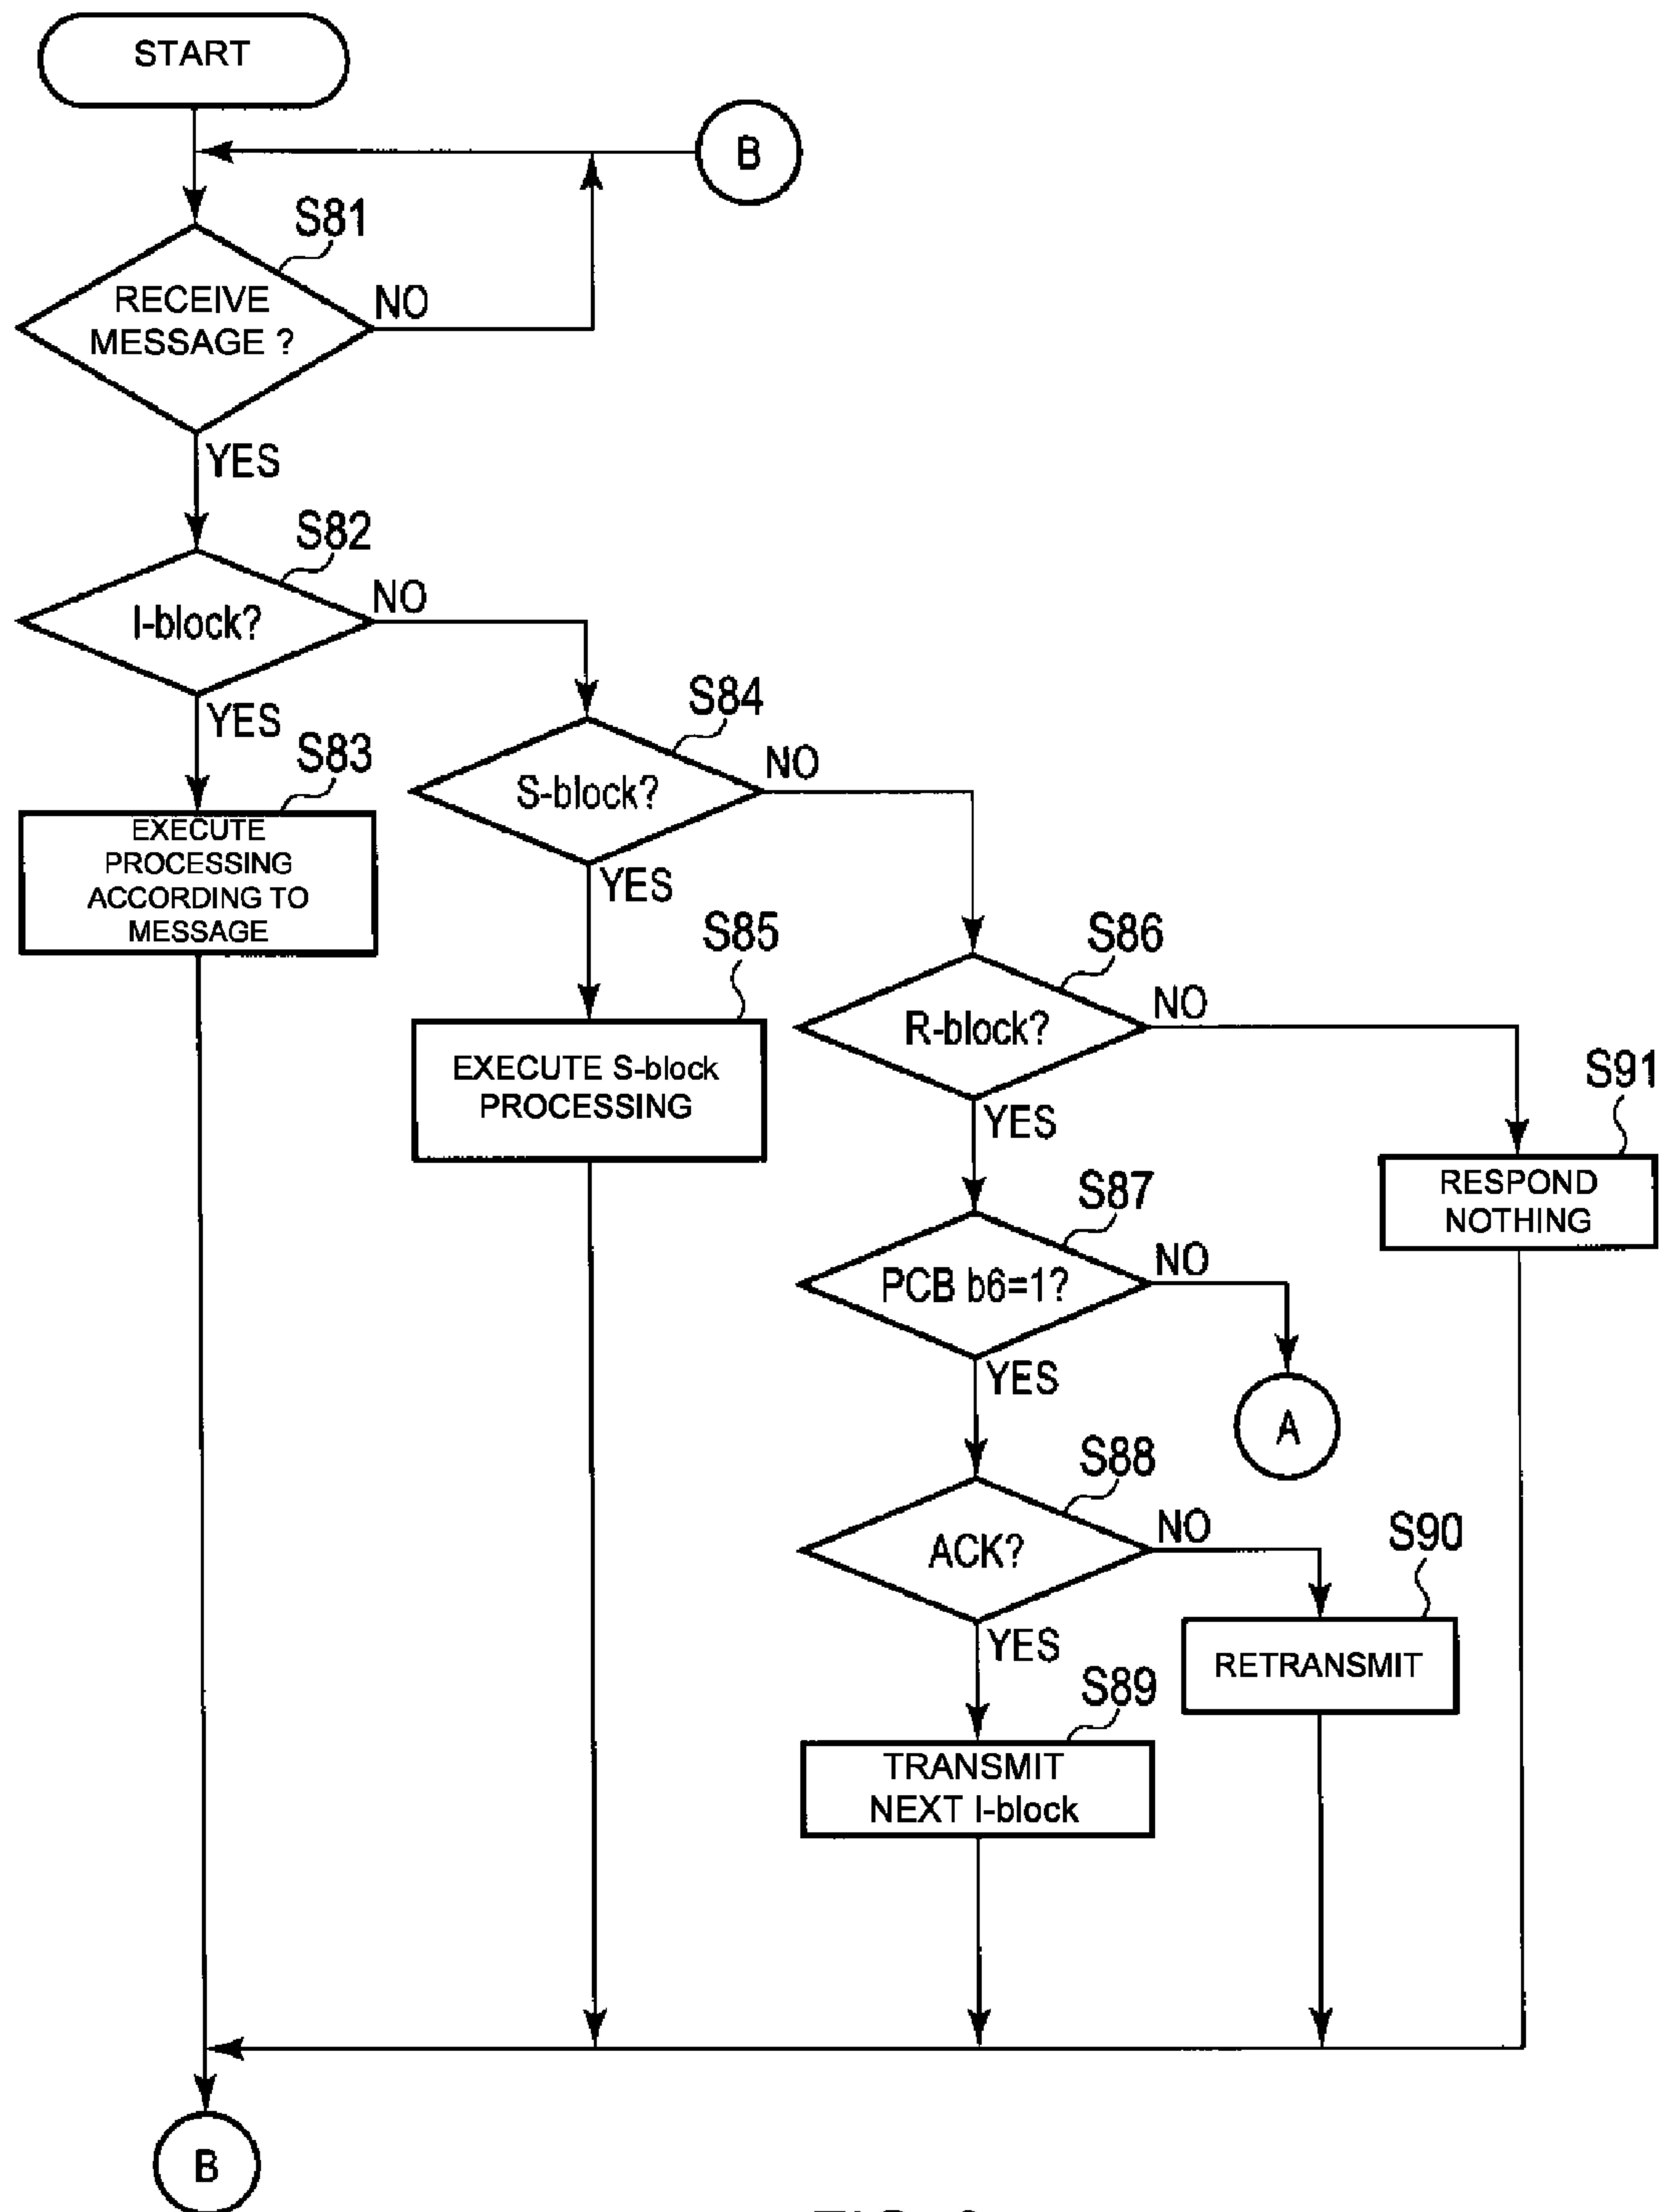 START
B
S81
RECEIVE
MESSAGE ?
NO
YES
S82
I-block?
NO
YES
S83
EXECUTE
PROCESSING
ACCORDING TO
MESSAGE
S84
S-block?
NO
YES
S85
EXECUTE S-block
PROCESSING
S86
R-block?
NO
YES
S91
RESPOND
NOTHING
S87
PCB b6=1?
NO
YES
A
S88
ACK?
NO
YES
S90
RETRANSMIT
S89
TRANSMIT
NEXT I-block
B